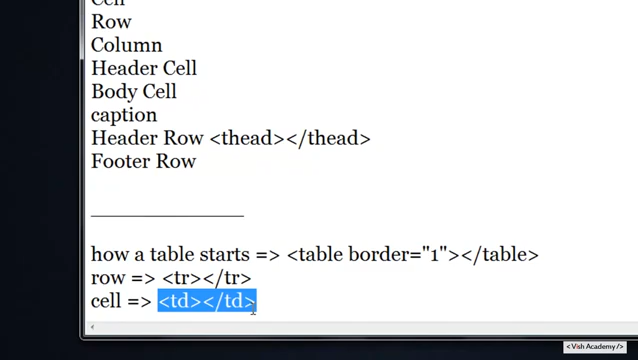 Cell
Row
Column
Header Cell
Body Cell
caption
Header Row <thead></thead>
Footer Row
how a table starts => <table border="1"></table>
row => <tr></tr>
cell => <td></td>
< Vish Academy />